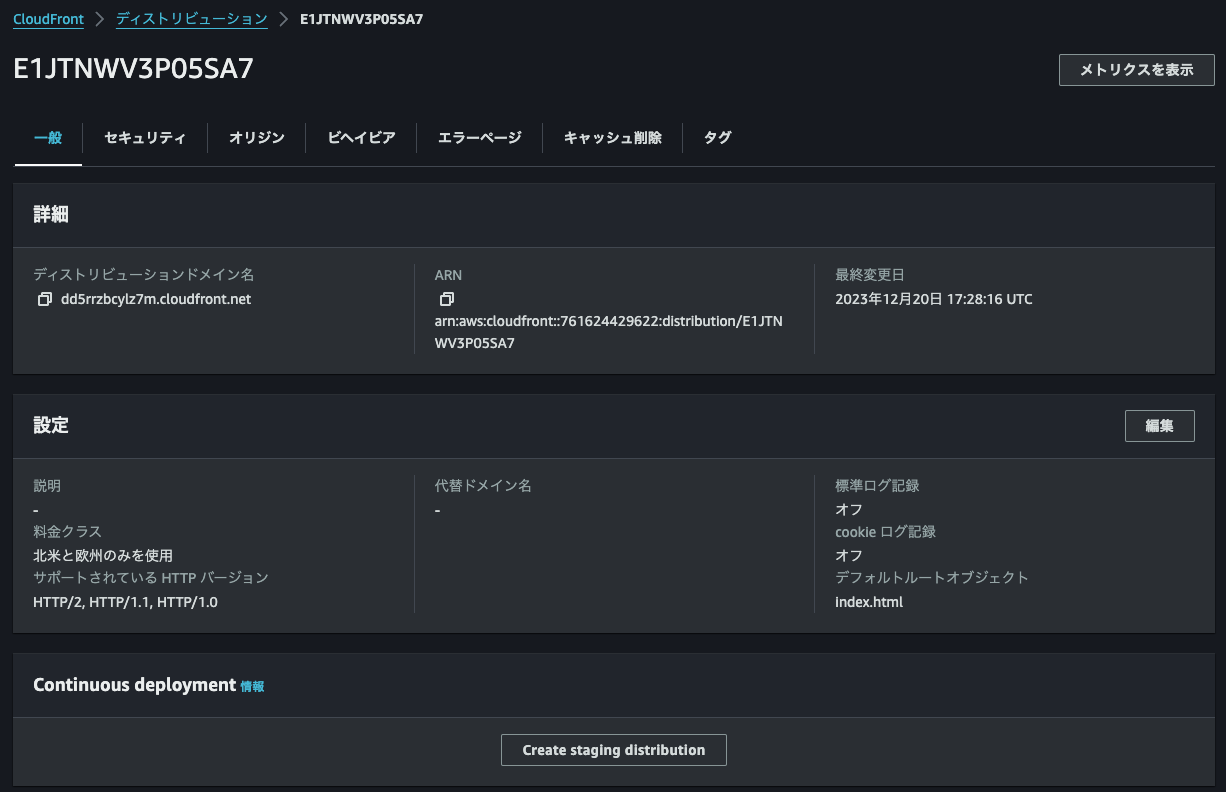 CloudFront > ディストリビューション > E1JTNWV3P05SA7
E1JTNWV3P05SA7
メトリクスを表示
一般 セキュリティ オリジン ビヘイビア エラーページ キャッシュ削除 タグ
詳細
ディストリビューションドメイン名
dd5rrzbcylz7m.cloudfront.net
ARN
arn:aws:cloudfront::761624429622:distribution/E1JTN
WV3P05SA7
最終変更日
2023年12月20日 17:28:16 UTC
設定
編集
説明
-
料金クラス
北米と欧州のみを使用
サポートされている HTTP バージョン
HTTP/2, HTTP/1.1, HTTP/1.0
代替ドメイン名
-
標準ログ記録
オフ
cookie ログ記録
オフ
デフォルトルートオブジェクト
index.html
Continuous deployment 情報
Create staging distribution